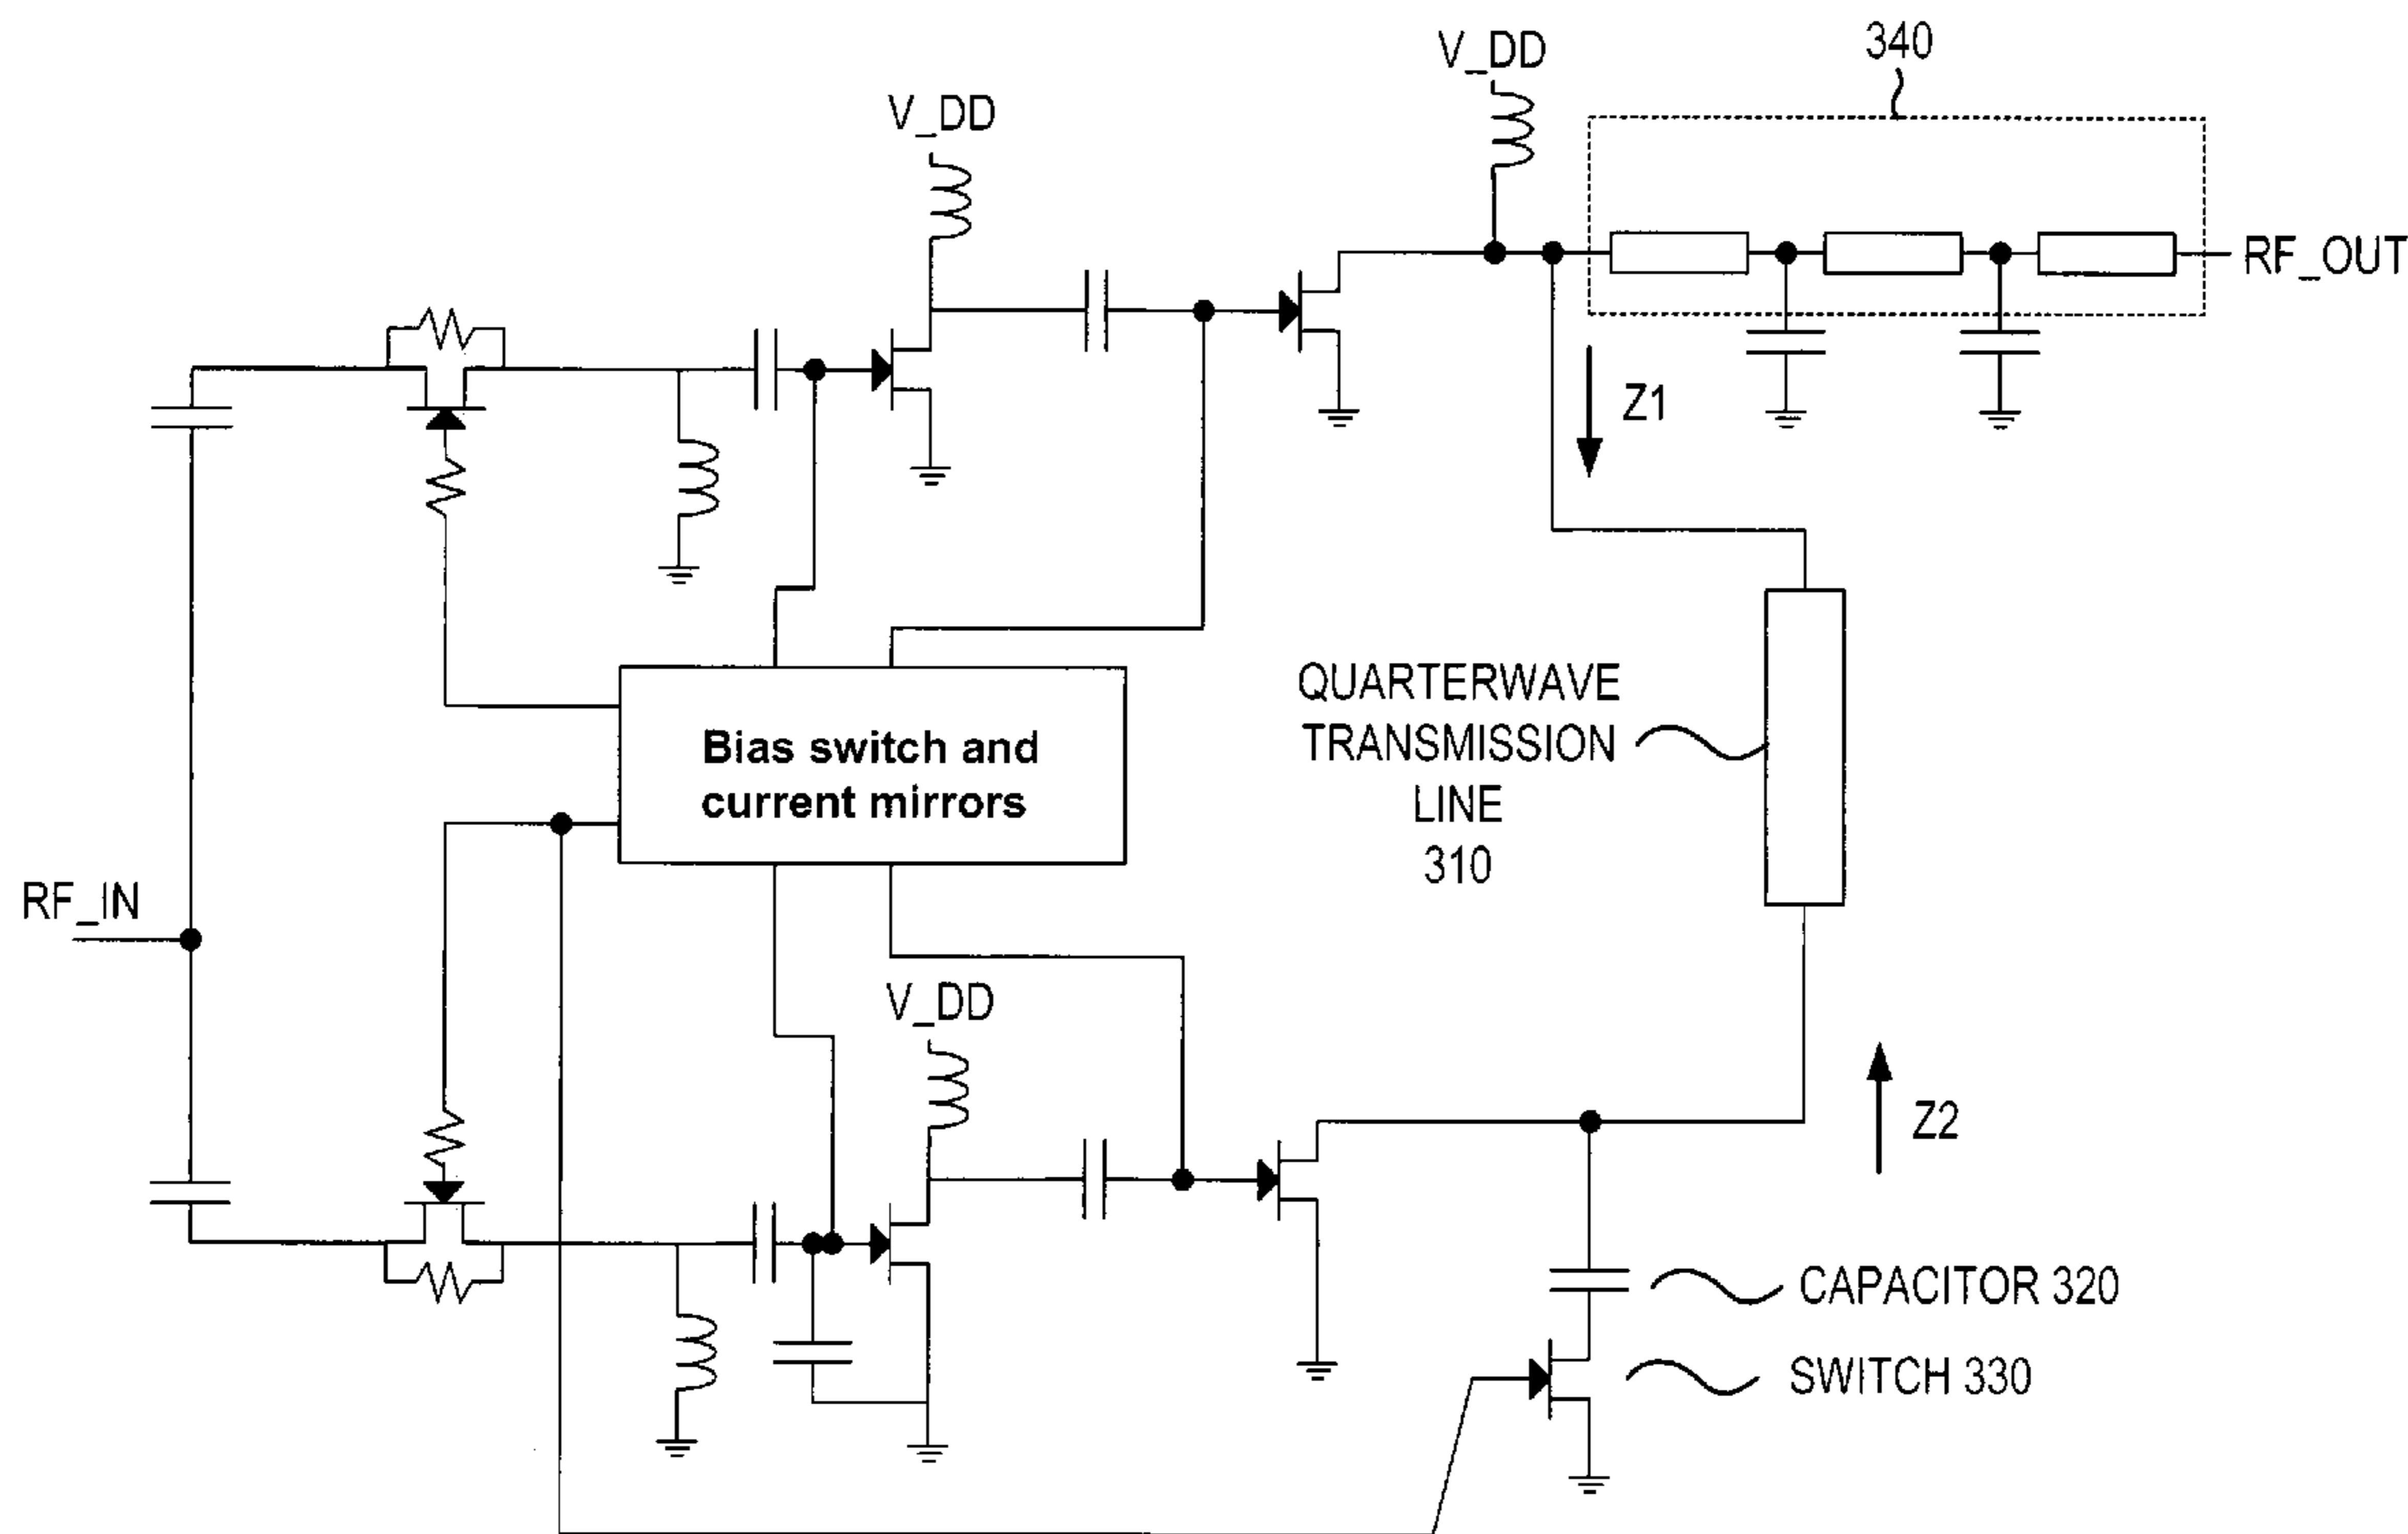 340
V_DD
V_DD
RF_OUT
Z1
QUARTERWAVE
TRANSMISSION
LINE
310
Bias switch and
current mirrors
RF_IN
V_DD
Z2
CAPACITOR 320
SWITCH 330